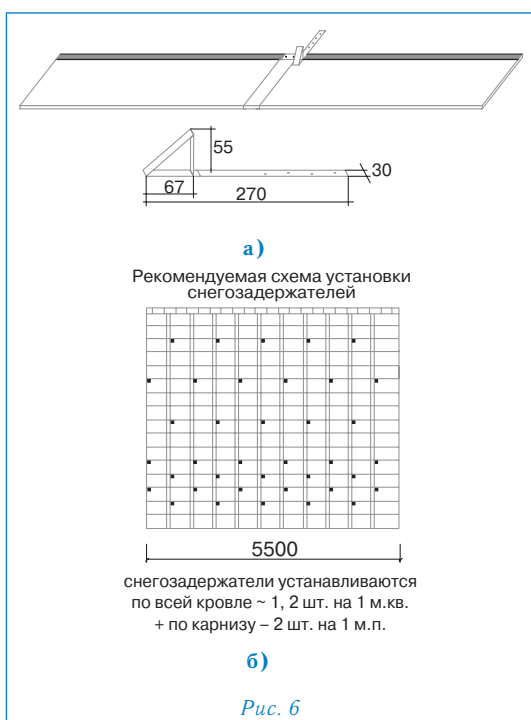 55
30
67
270
а)
Рекомендуемая схема установки
снегозадержателей
5500
снегозадержатели устанавливаются
по всей кровле ~ 1, 2 шт. на 1 м.кв.
+ по карнизу – 2 шт. на 1 м.п.
б)
Рис. 6